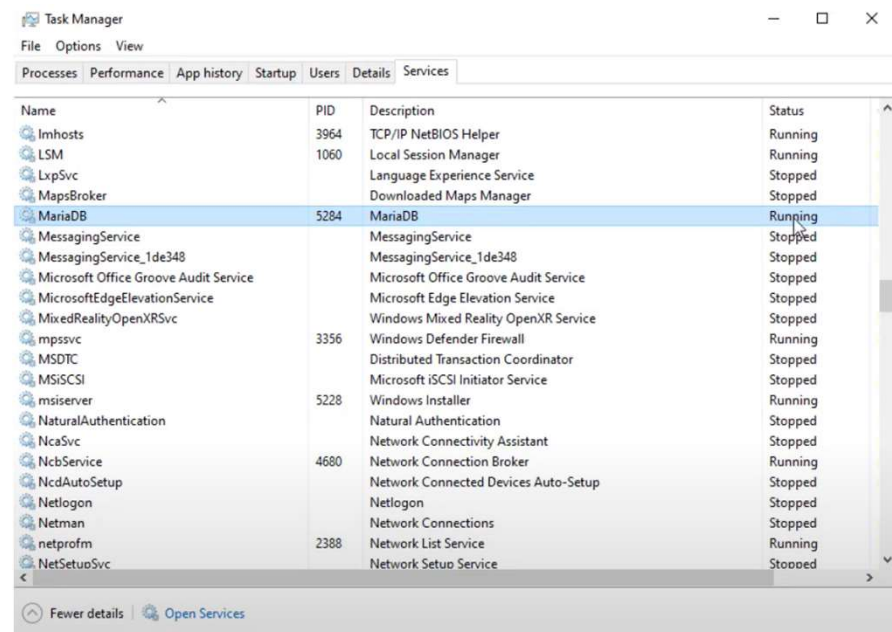 Task Manager
File Options View
Processes Performance App history Startup Users Details Services
Name PID Description Status
lmhosts 3964 TCP/IP NetBIOS Helper Running
LSM 1060 Local Session Manager Running
LxpSvc Language Experience Service Stopped
MapsBroker Downloaded Maps Manager Stopped
MariaDB 5284 MariaDB Running
MessagingService MessagingService Stopped
MessagingService_1de348 MessagingService_1de348 Stopped
Microsoft Office Groove Audit Service Microsoft Office Groove Audit Service Stopped
MicrosoftEdgeElevationService Microsoft Edge Elevation Service Stopped
MixedRealityOpenXRSvc Windows Mixed Reality OpenXR Service Stopped
mpssvc 3356 Windows Defender Firewall Running
MSDTC Distributed Transaction Coordinator Stopped
MSiSCSI Microsoft iSCSI Initiator Service Stopped
msiserver 5228 Windows Installer Running
NaturalAuthentication Natural Authentication Stopped
NcaSvc Network Connectivity Assistant Stopped
NcbService 4680 Network Connection Broker Running
NcdAutoSetup Network Connected Devices Auto-Setup Stopped
Netlogon Netlogon Stopped
Netman Network Connections Stopped
netprofm 2388 Network List Service Running
NetSetupSvc Network Setup Service Stopped
Fewer details Open Services